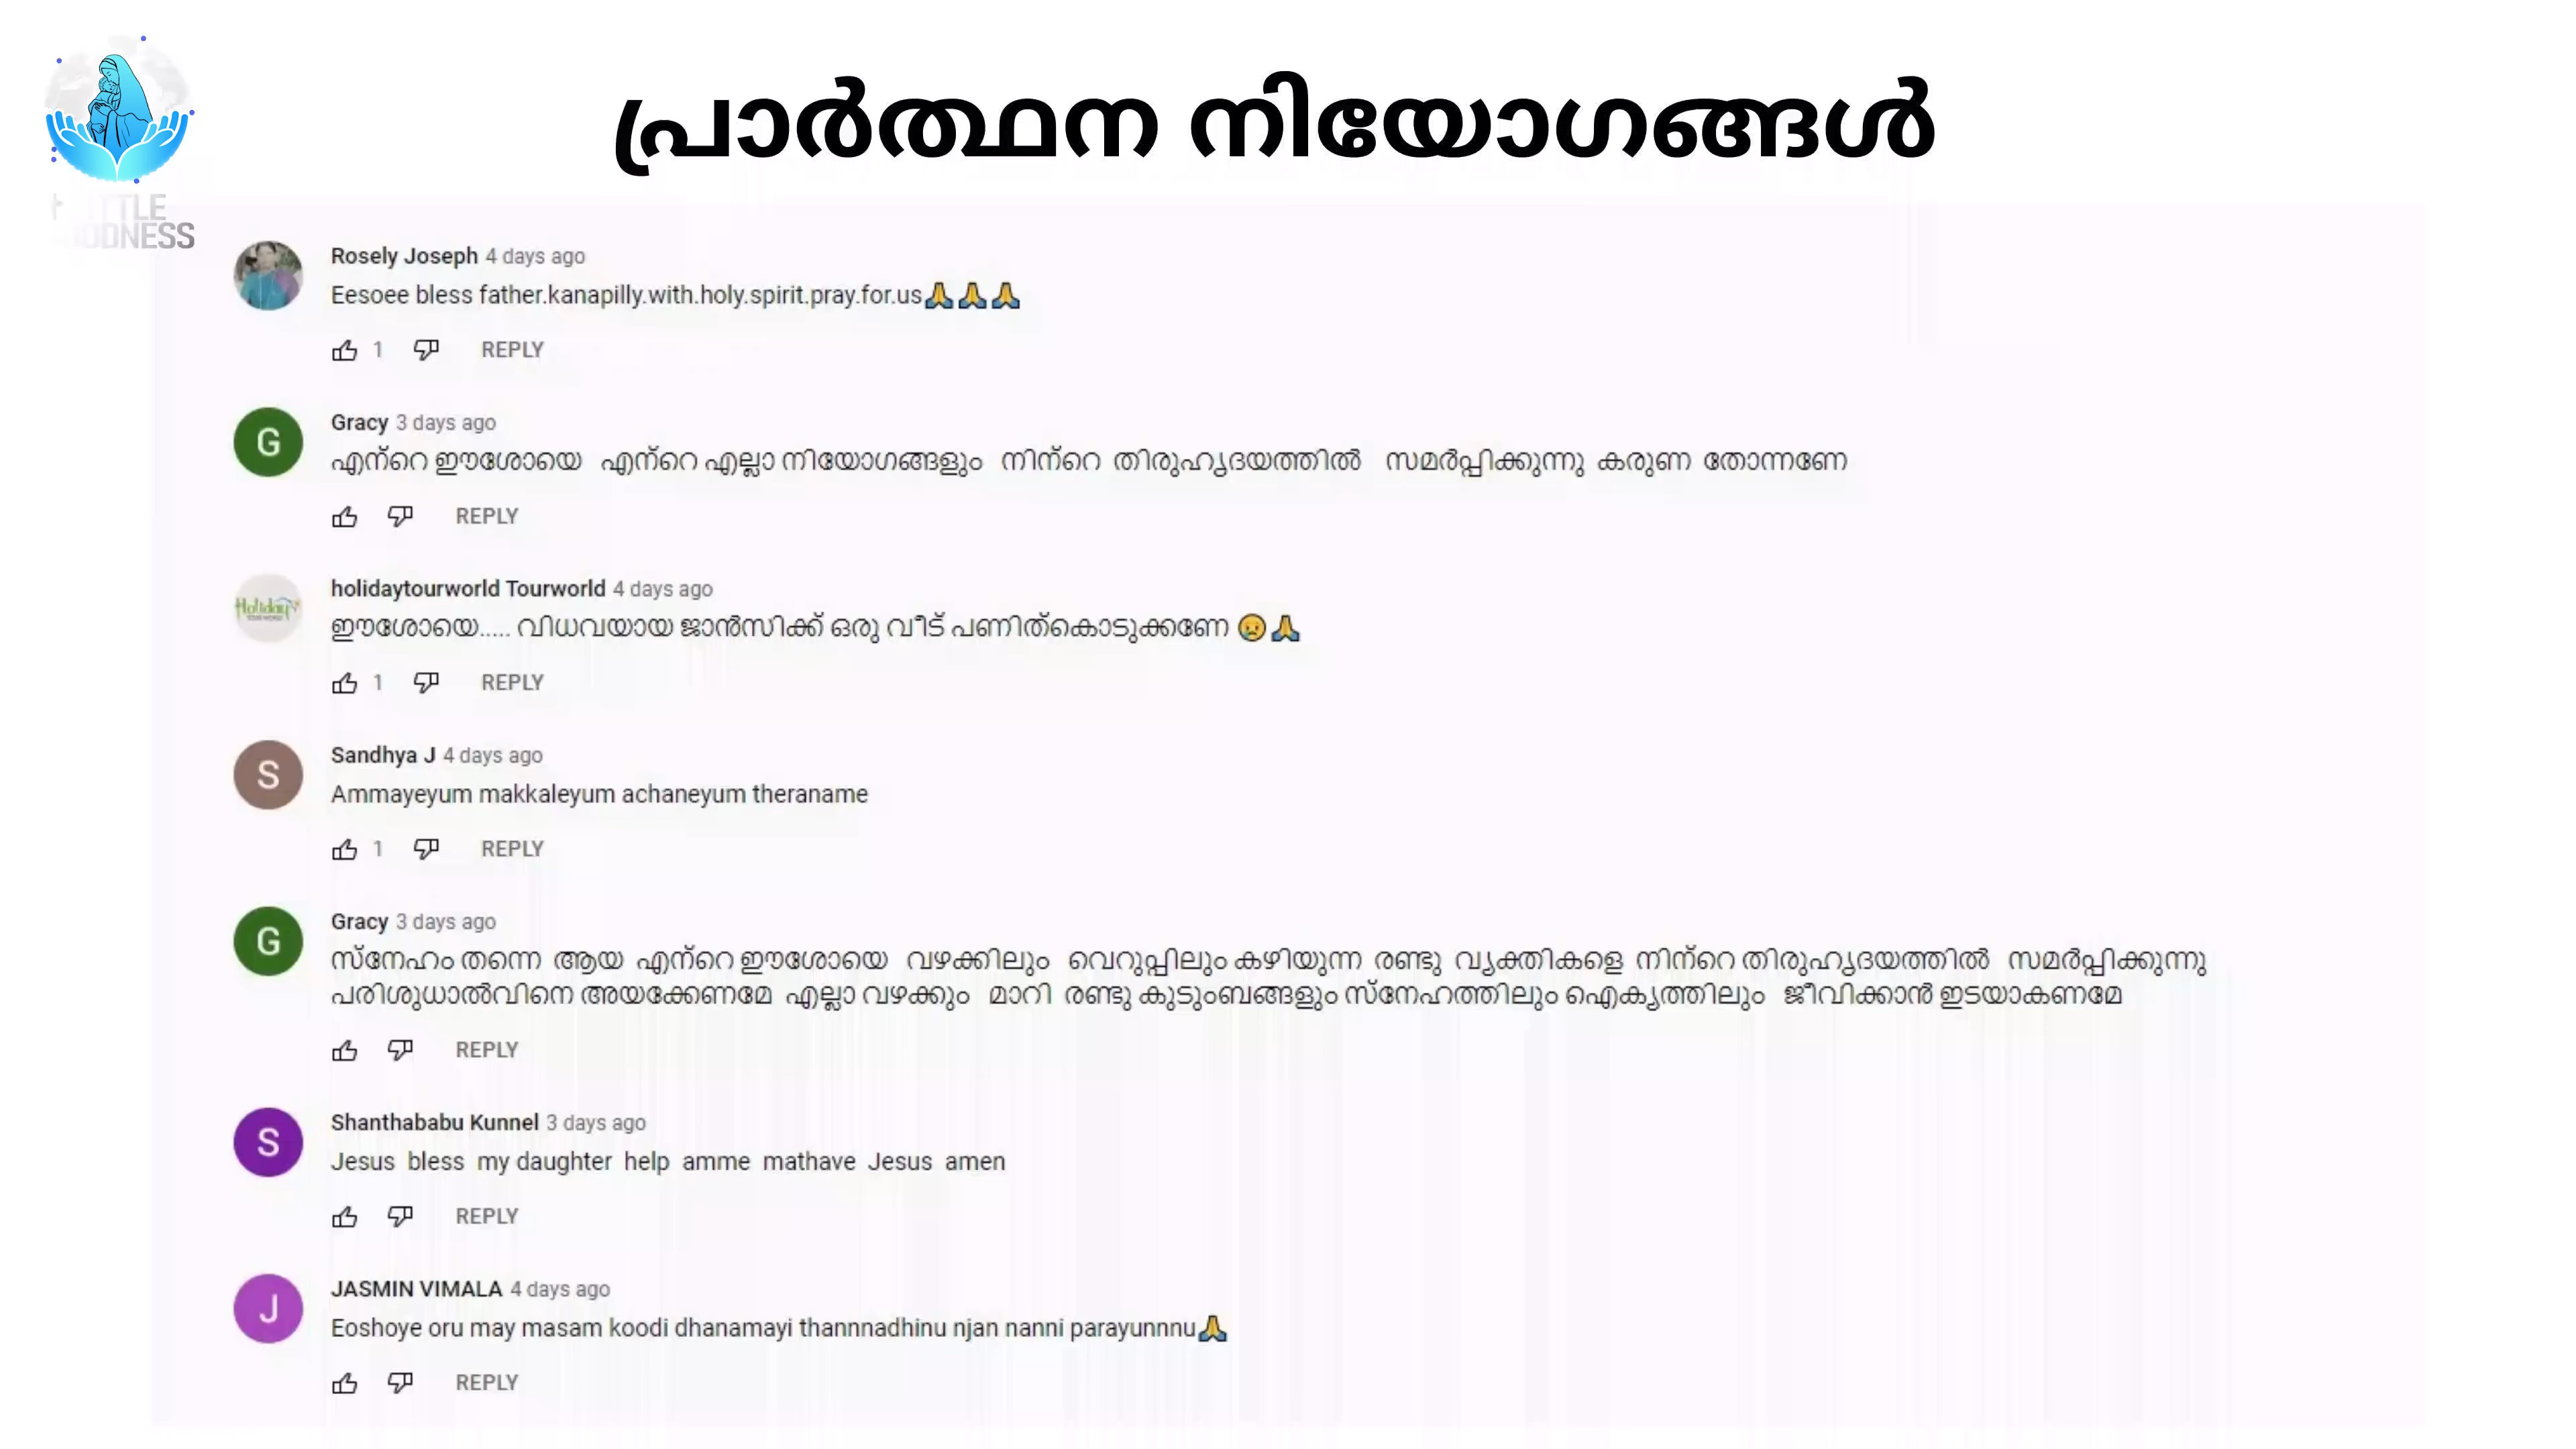 പ്രാർത്ഥന നിയോഗങ്ങൾ
Rosely Joseph 4 days ago
Eesoee bless father.kanapilly.with.holy.spirit.pray.for.us🙏🙏🙏
1 REPLY
G
Gracy 3 days ago
എന്റെ ഈശോയെ എന്റെ എല്ലാ നിയോഗങ്ങളും നിന്റെ തിരുഹൃദയത്തിൽ സമർപ്പിക്കുന്നു കരുണ തോന്നണേ
REPLY
Holiday
holidaytourworld Tourworld 4 days ago
ഈശോയെ..... വിധവയായ ജാൻസിക്ക് ഒരു വീട് പണിത്കൊടുക്കണേ 😥🙏
1 REPLY
S
Sandhya J 4 days ago
Ammayeyum makkaleyum achaneyum theraname
1 REPLY
G
Gracy 3 days ago
സ്നേഹം തന്നെ ആയ എന്റെ ഈശോയെ വഴക്കിലും വെറുപ്പിലും കഴിയുന്ന രണ്ടു വ്യക്തികളെ നിന്റെ തിരുഹൃദയത്തിൽ സമർപ്പിക്കുന്നു
പരിശുധാൽവിനെ അയക്കേണമേ എല്ലാ വഴക്കും മാറി രണ്ടു കുടുംബങ്ങളും സ്നേഹത്തിലും ഐക്യത്തിലും ജീവിക്കാൻ ഇടയാകണമേ
REPLY
S
Shanthababu Kunnel 3 days ago
Jesus bless my daughter help amme mathave Jesus amen
REPLY
J
JASMIN VIMALA 4 days ago
Eoshoye oru may masam koodi dhanamayi thannnadhinu njan nanni parayunnnu🙏
REPLY